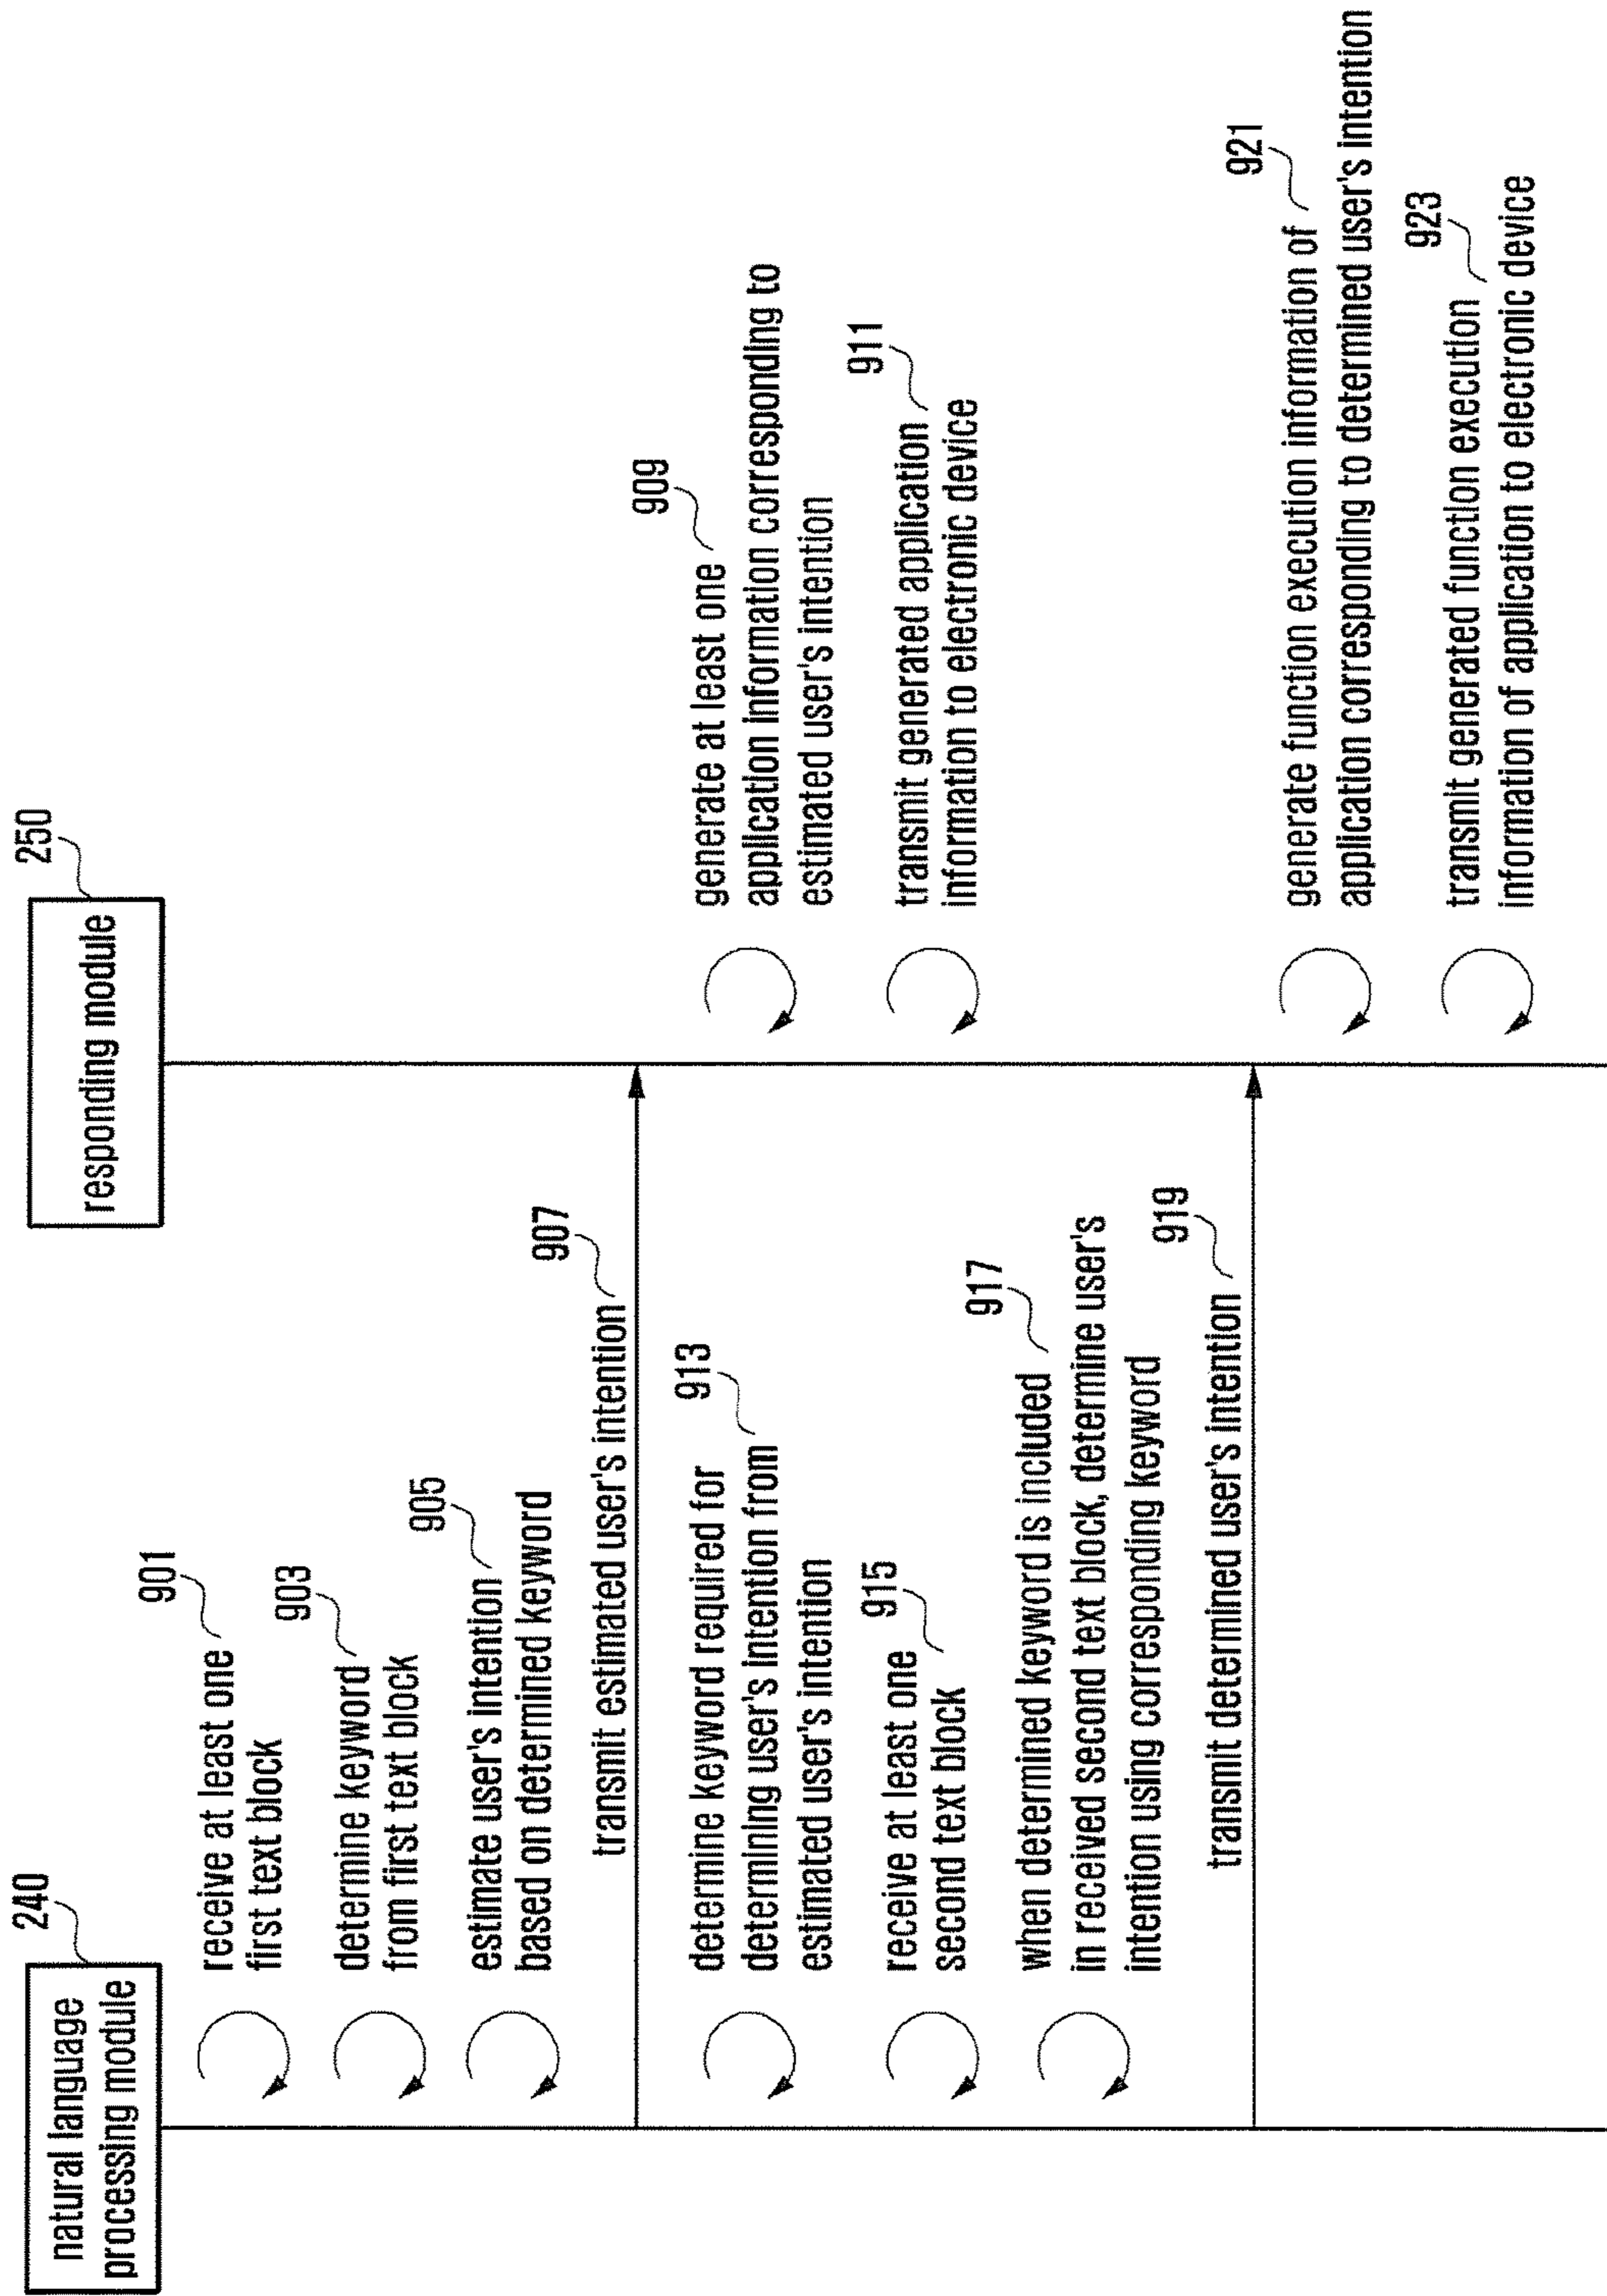 natural language
processing module
240
responding module
250
receive at least one
first text block
901
determine keyword
from first text block
903
estimate user's intention
based on determined keyword
905
transmit estimated user's intention
907
generate at least one
application information corresponding to
estimated user's intention
909
transmit generated application
information to electronic device
911
determine keyword required for
determining user's intention from
estimated user's intention
913
receive at least one
second text block
915
when determined keyword is included
in received second text block, determine user's
intention using corresponding keyword
917
transmit determined user's intention
919
generate function execution information of
application corresponding to determined user's intention
921
transmit generated function execution
information of application to electronic device
923